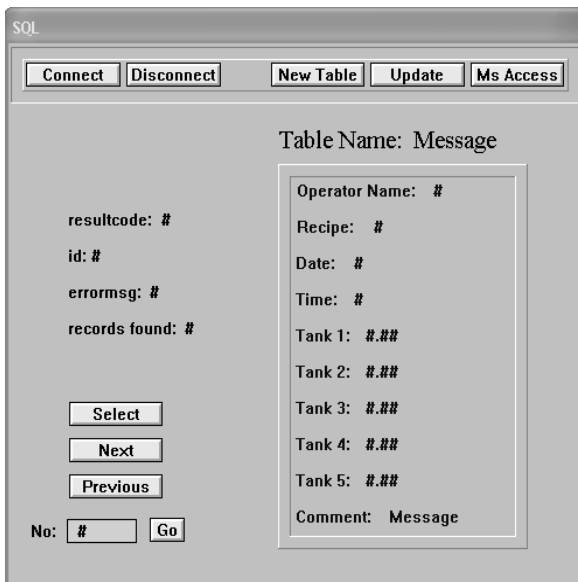 SQL
Connect Disconnect New Table Update Ms Access
Table Name: Message
Operator Name: #
Recipe: #
Date: #
Time: #
Tank 1: #.##
Tank 2: #.##
Tank 3: #.##
Tank 4: #.##
Tank 5: #.##
Comment: Message
resultcode: #
id: #
errormsg: #
records found: #
Select
Next
Previous
No: # Go